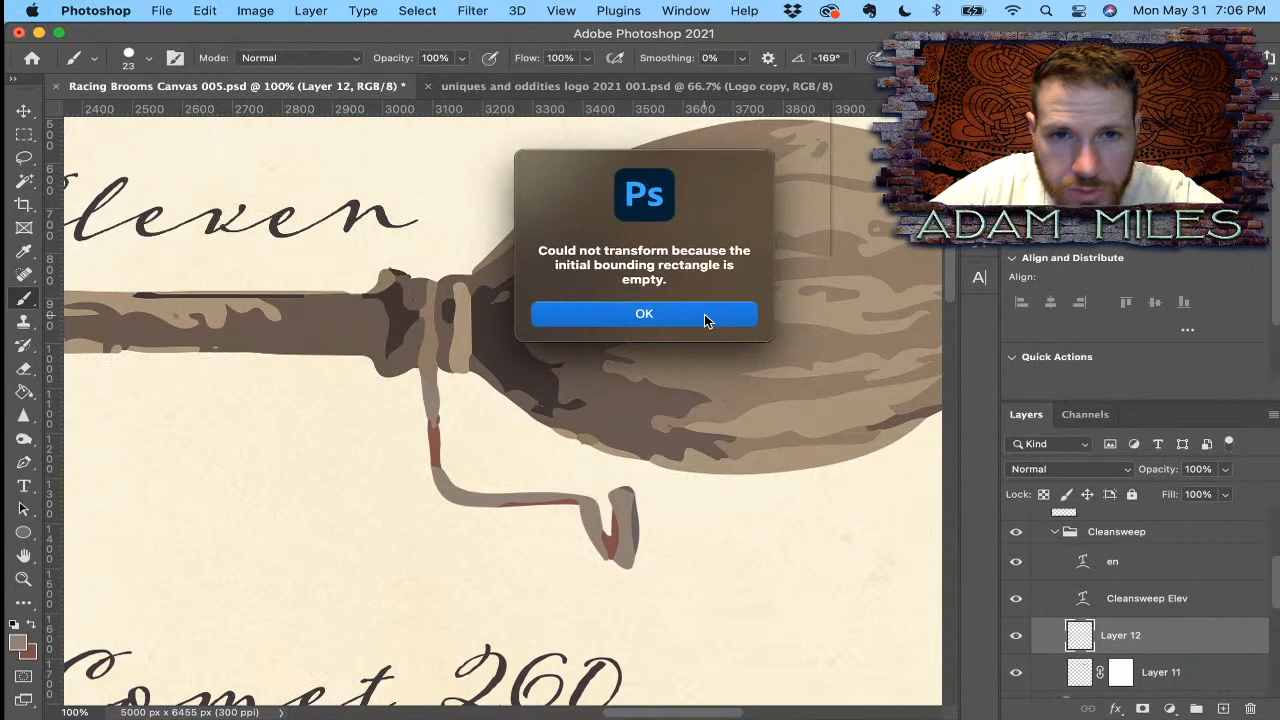 Photoshop File Edit Image Layer Type Select Filter 3D View Plugins Window Help Mon May 31 7:06 PM
Adobe Photoshop 2021
23 Mode: Normal Opacity: 100% Flow: 100% Smoothing: 0% -169°
Racing Brooms Canvas 005.psd @ 100% (Layer 12, RGB/8) * uniques and oddities logo 2021 001.psd @ 66.7% (Logo copy, RGB/8)
2400 2500 2600 2700 2800 2900 3000 3100 3200 3300 3400 3500 3600 3700 3800 3900
ADAM MILES
Eleven
Ps
Could not transform because the
initial bounding rectangle is
empty.
OK
Align and Distribute
Align:
Quick Actions
Layers Channels
Kind
Normal Opacity: 100%
Lock: Fill: 100%
Cleansweep
en
Cleansweep Elev
Layer 12
Layer 11
Comet 260
100% 5000 px x 6455 px (300 ppi)